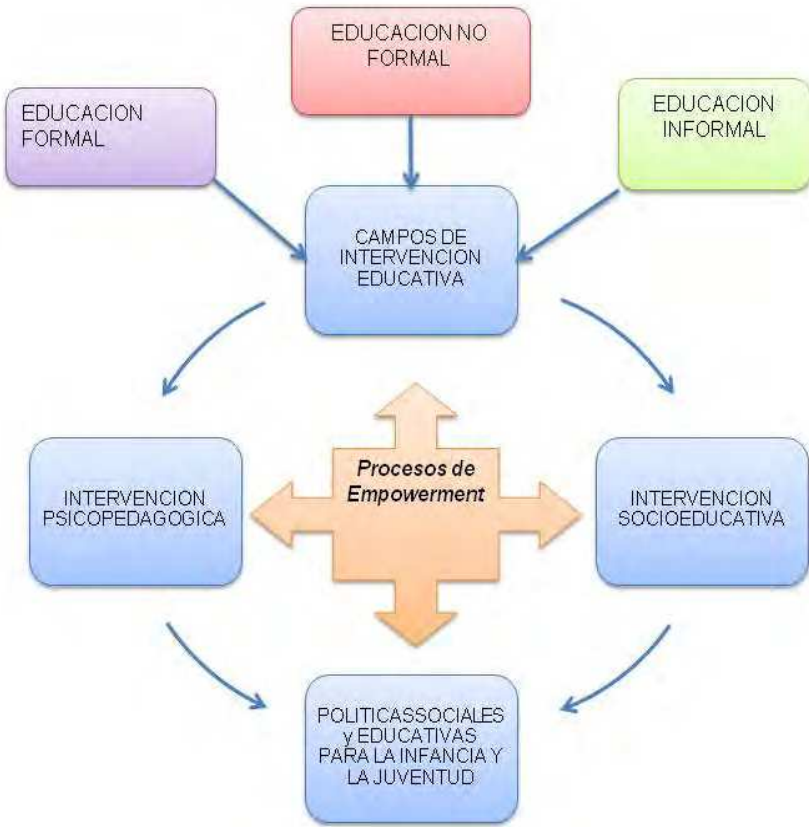 EDUCACION NO
FORMAL
EDUCACION
FORMAL
EDUCACION
INFORMAL
CAMPOS DE
INTERVENCION
EDUCATIVA
INTERVENCION
PSICOPEDAGOGICA
Procesos de
Empowerment
INTERVENCION
SOCIOEDUCATIVA
POLITICASSOCIALES
y EDUCATIVAS
PARA LA INFANCIA Y
LA JUVENTUD